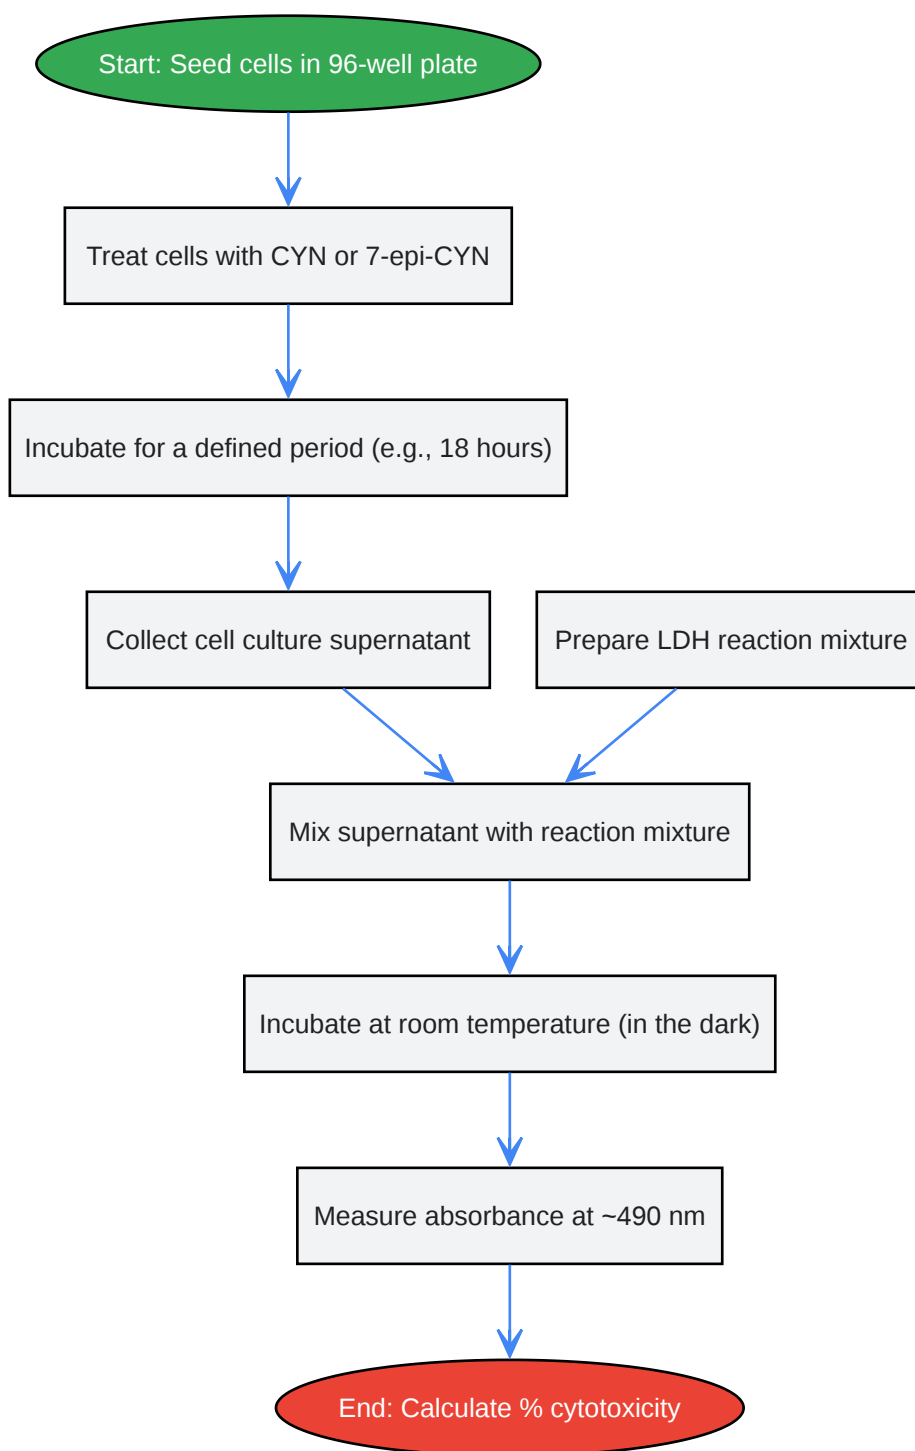 Start: Seed cells in 96-well plate
Treat cells with CYN or 7-epi-CYN
Incubate for a defined period (e.g., 18 hours)
Collect cell culture supernatant
Prepare LDH reaction mixture
Mix supernatant with reaction mixture
Incubate at room temperature (in the dark)
Measure absorbance at ~490 nm
End: Calculate % cytotoxicity